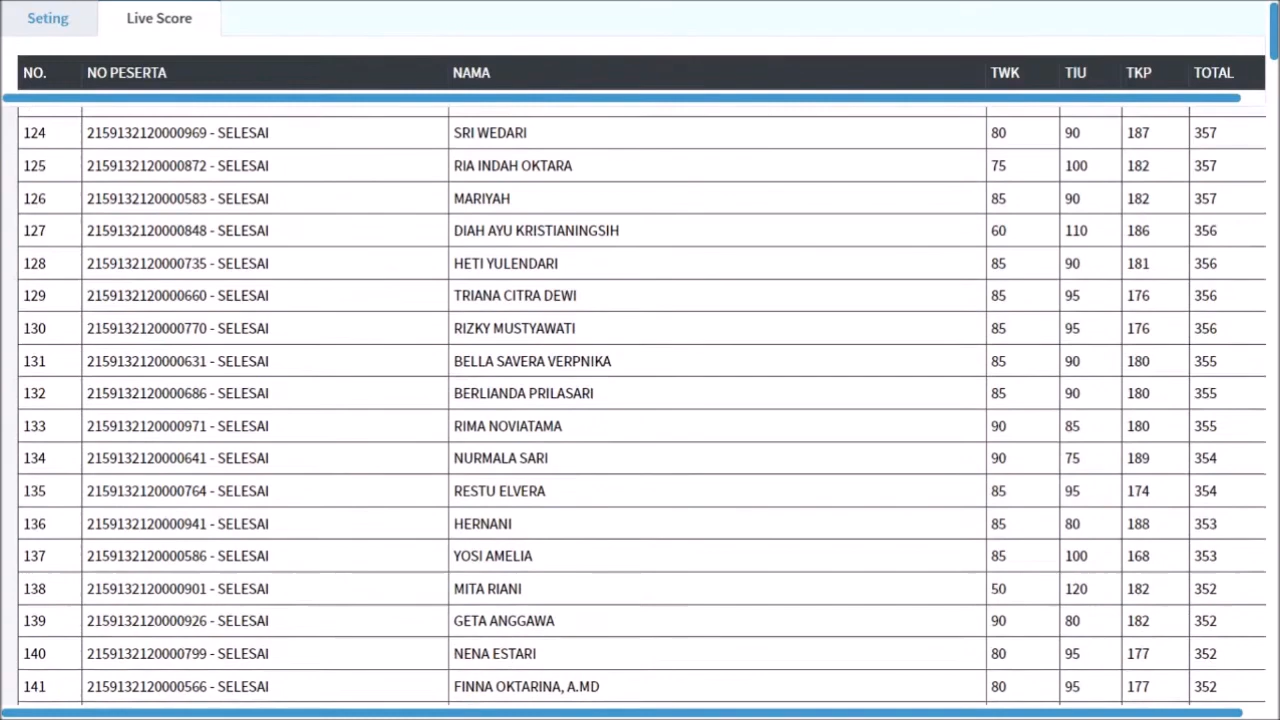 Seting Live Score
NO. NO PESERTA NAMA TWK TIU TKP TOTAL
124 2159132120000969 - SELESAI SRI WEDARI 80 90 187 357
125 2159132120000872 - SELESAI RIA INDAH OKTARA 75 100 182 357
126 2159132120000583 - SELESAI MARIYAH 85 90 182 357
127 2159132120000848 - SELESAI DIAH AYU KRISTIANINGSIH 60 110 186 356
128 2159132120000735 - SELESAI HETI YULENDARI 85 90 181 356
129 2159132120000660 - SELESAI TRIANA CITRA DEWI 85 95 176 356
130 2159132120000770 - SELESAI RIZKY MUSTYAWATI 85 95 176 356
131 2159132120000631 - SELESAI BELLA SAVERA VERPNIKA 85 90 180 355
132 2159132120000686 - SELESAI BERLIANDA PRILASARI 85 90 180 355
133 2159132120000971 - SELESAI RIMA NOVIATAMA 90 85 180 355
134 2159132120000641 - SELESAI NURMALA SARI 90 75 189 354
135 2159132120000764 - SELESAI RESTU ELVERA 85 95 174 354
136 2159132120000941 - SELESAI HERNANI 85 80 188 353
137 2159132120000586 - SELESAI YOSI AMELIA 85 100 168 353
138 2159132120000901 - SELESAI MITA RIANI 50 120 182 352
139 2159132120000926 - SELESAI GETA ANGGAWA 90 80 182 352
140 2159132120000799 - SELESAI NENA ESTARI 80 95 177 352
141 2159132120000566 - SELESAI FINNA OKTARINA, A.MD 80 95 177 352